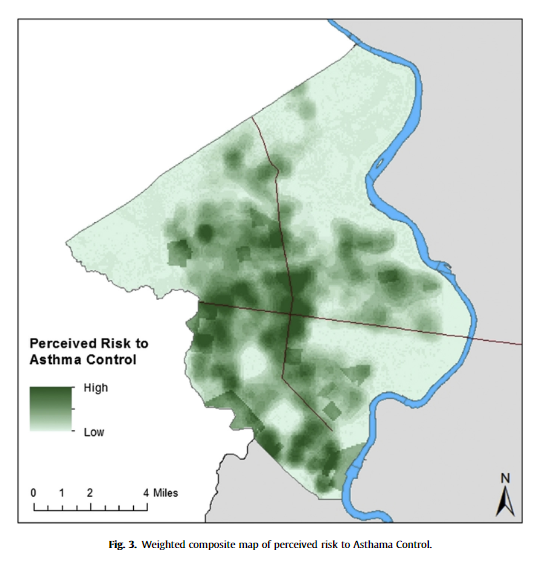 Perceived Risk to
Asthma Control
High
Low
0 1 2 4 Miles
N
Fig. 3. Weighted composite map of perceived risk to Asthama Control.